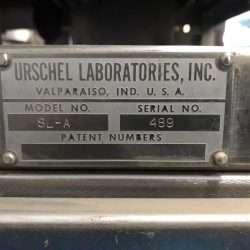 URSCHEL LABORATORIES, INC.
VALPARAISO, IND. U. S. A.
MODEL NO. SERIAL NO.
SL-A 489
PATENT NUMBERS